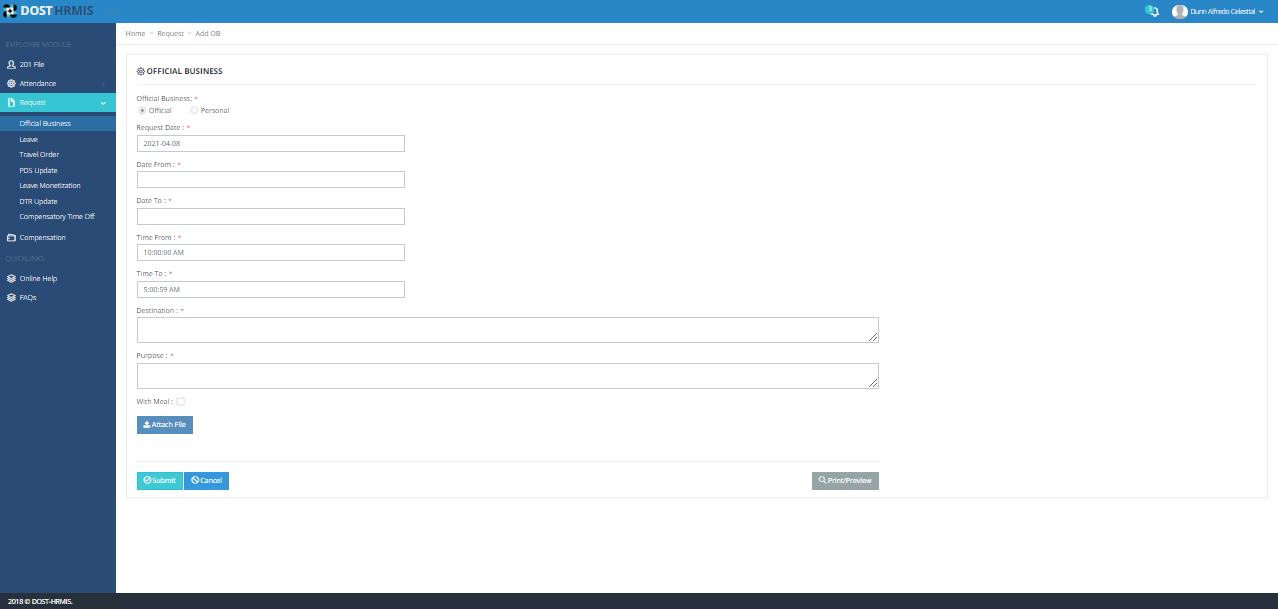 DOST HRMIS
3
Dunn Alfredo Celestial
EMPLOYEE MODULE
201 File
Attendance
Request
Official Business
Leave
Travel Order
PDS Update
Leave Monetization
DTR Update
Compensatory Time Off
Compensation
QUICKLINKS
Online Help
FAQs
Home
Request
Add OB
OFFICIAL BUSINESS
Official Business: *
Official Personal
Request Date : *
2021-04-08
Date From : *
Date To : *
Time From : *
10:00:00 AM
Time To : *
5:00:59 AM
Destination : *
Purpose : *
With Meal :
Attach File
Submit Cancel Print/Preview
2018 © DOST-HRMIS.